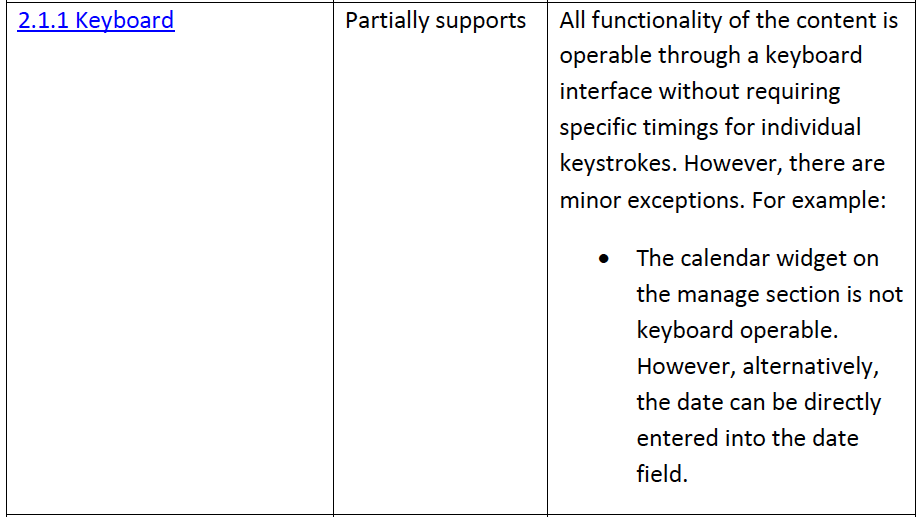 2.1.1 Keyboard
Partially supports
All functionality of the content is
operable through a keyboard
interface without requiring
specific timings for individual
keystrokes. However, there are
minor exceptions. For example:
• The calendar widget on
the manage section is not
keyboard operable.
However, alternatively,
the date can be directly
entered into the date
field.